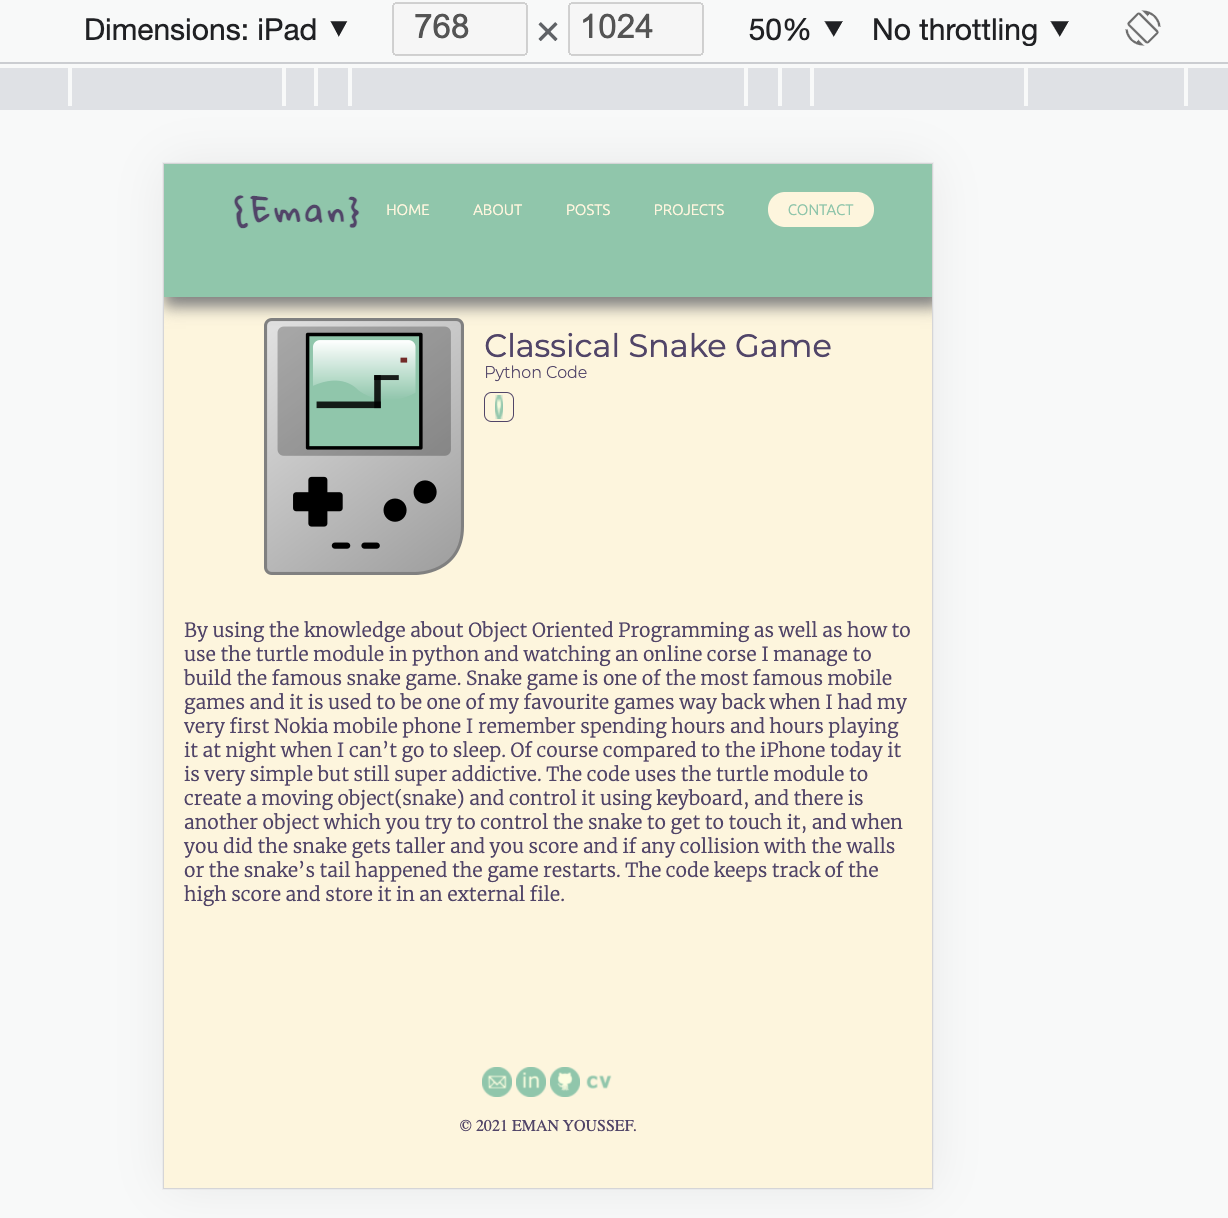 Dimensions: iPad ▼ 768 × 1024 50% ▼ No throttling ▼
{Eman} HOME ABOUT POSTS PROJECTS CONTACT
Classical Snake Game
Python Code
By using the knowledge about Object Oriented Programming as well as how to
use the turtle module in python and watching an online corse I manage to
build the famous snake game. Snake game is one of the most famous mobile
games and it is used to be one of my favourite games way back when I had my
very first Nokia mobile phone I remember spending hours and hours playing
it at night when I can’t go to sleep. Of course compared to the iPhone today it
is very simple but still super addictive. The code uses the turtle module to
create a moving object(snake) and control it using keyboard, and there is
another object which you try to control the snake to get to touch it, and when
you did the snake gets taller and you score and if any collision with the walls
or the snake’s tail happened the game restarts. The code keeps track of the
high score and store it in an external file.
in CV
© 2021 EMAN YOUSSEF.